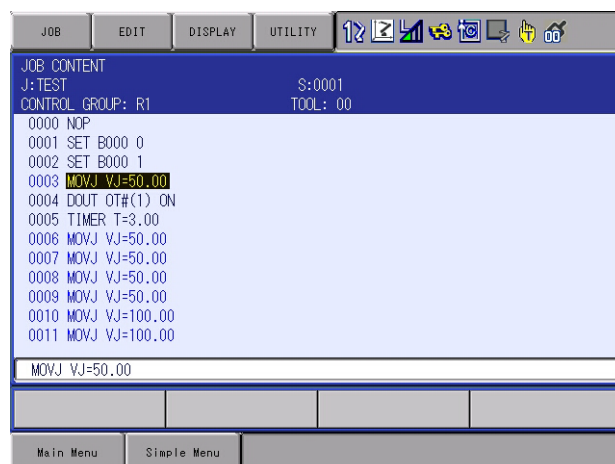 JOB EDIT DISPLAY UTILITY
JOB CONTENT
J:TEST S:0001
CONTROL GROUP: R1 TOOL: 00
0000 NOP
0001 SET B000 0
0002 SET B000 1
0003 MOVJ VJ=50.00
0004 DOUT OT#(1) ON
0005 TIMER T=3.00
0006 MOVJ VJ=50.00
0007 MOVJ VJ=50.00
0008 MOVJ VJ=50.00
0009 MOVJ VJ=50.00
0010 MOVJ VJ=100.00
0011 MOVJ VJ=100.00
MOVJ VJ=50.00
Main Menu Simple Menu